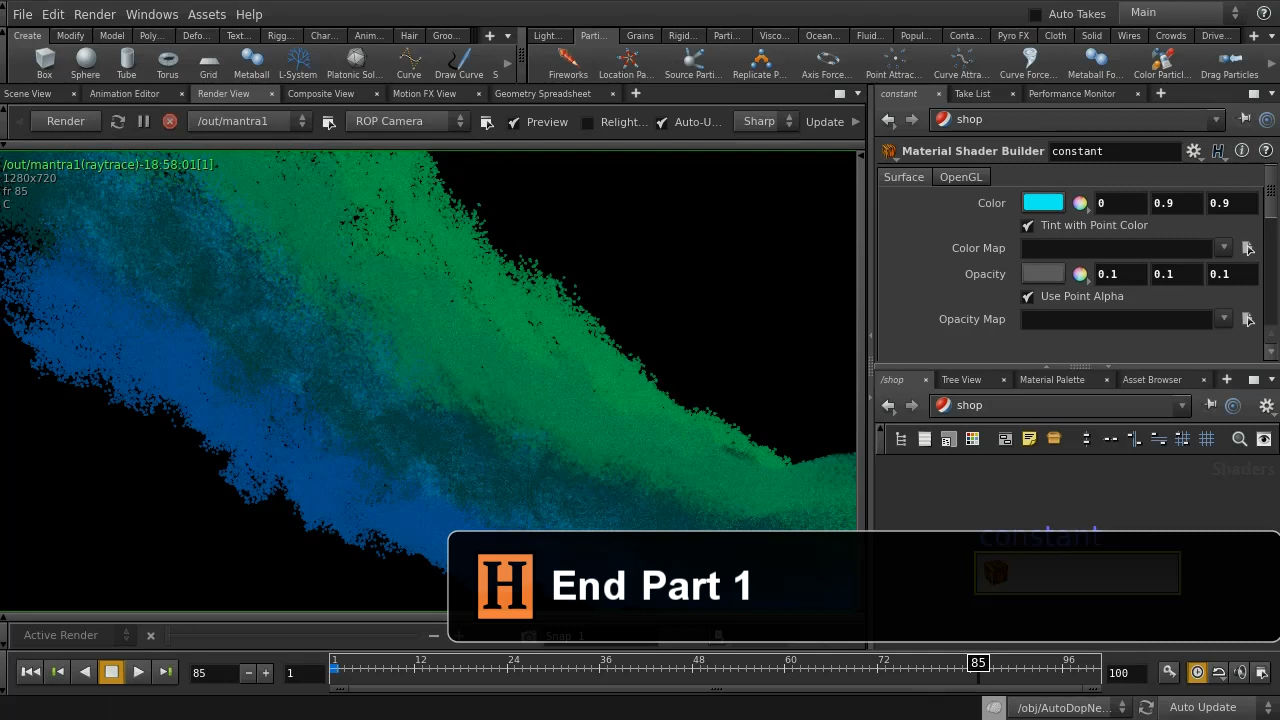 File Edit Render Windows Assets Help Auto Takes Main
Create Modify Model Poly... Defo... Text... Rigg... Char... Anim... Hair Groo... Light... Parti... Grains Rigid... Parti... Visco... Ocean... Fluid... Popul... Conta... Pyro FX Cloth Solid Wires Crowds Drive...
Box Sphere Tube Torus Grid Metaball L-System Platonic Sol... Curve Draw Curve S Fireworks Location Pa... Source Parti... Replicate P... Axis Force... Point Attrac... Curve Attra... Curve Force... Metaball Fo... Color Particl... Drag Particles
Scene View Animation Editor Render View Composite View Motion FX View Geometry Spreadsheet constant Take List Performance Monitor
Render /out/mantra1 ROP Camera Preview Relight... Auto-U... Sharp Update shop
Material Shader Builder constant
/out/mantra1(raytrace)-18:58:01[1]
1280x720
fr 85
C
Surface OpenGL
Color 0 0.9 0.9
Tint with Point Color
Color Map
Opacity 0.1 0.1 0.1
Use Point Alpha
Opacity Map
/shop Tree View Material Palette Asset Browser
shop
Shaders
constant
H End Part 1
Active Render Snap 1
85 1 1 12 24 36 48 60 72 85 96 100
/obj/AutoDopNe... Auto Update